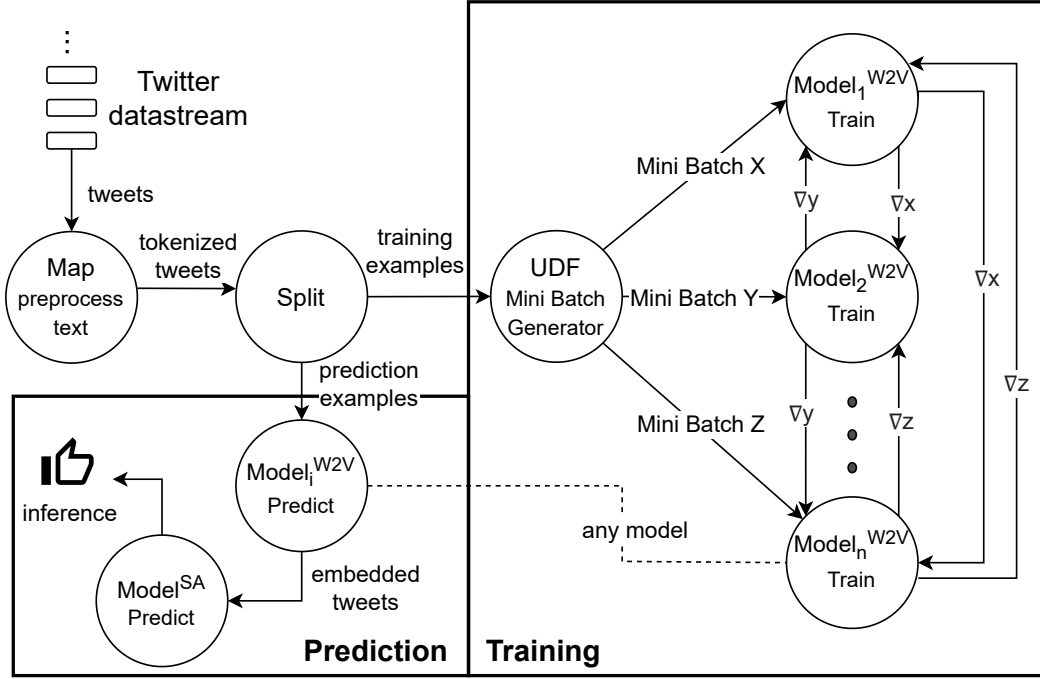 Twitter
datastream
tweets
Map
preprocess
text
tokenized
tweets
Split
training
examples
prediction
examples
UDF
Mini Batch
Generator
Mini Batch X
Mini Batch Y
Mini Batch Z
Model₁ᵂ²ⱽ
Train
∇y
∇x
Model₂ᵂ²ⱽ
Train
∇x
∇z
∇y
∇z
Modelₙᵂ²ⱽ
Train
any model
Modelᵢᵂ²ⱽ
Predict
embedded
tweets
Modelˢᴬ
Predict
inference
Prediction
Training